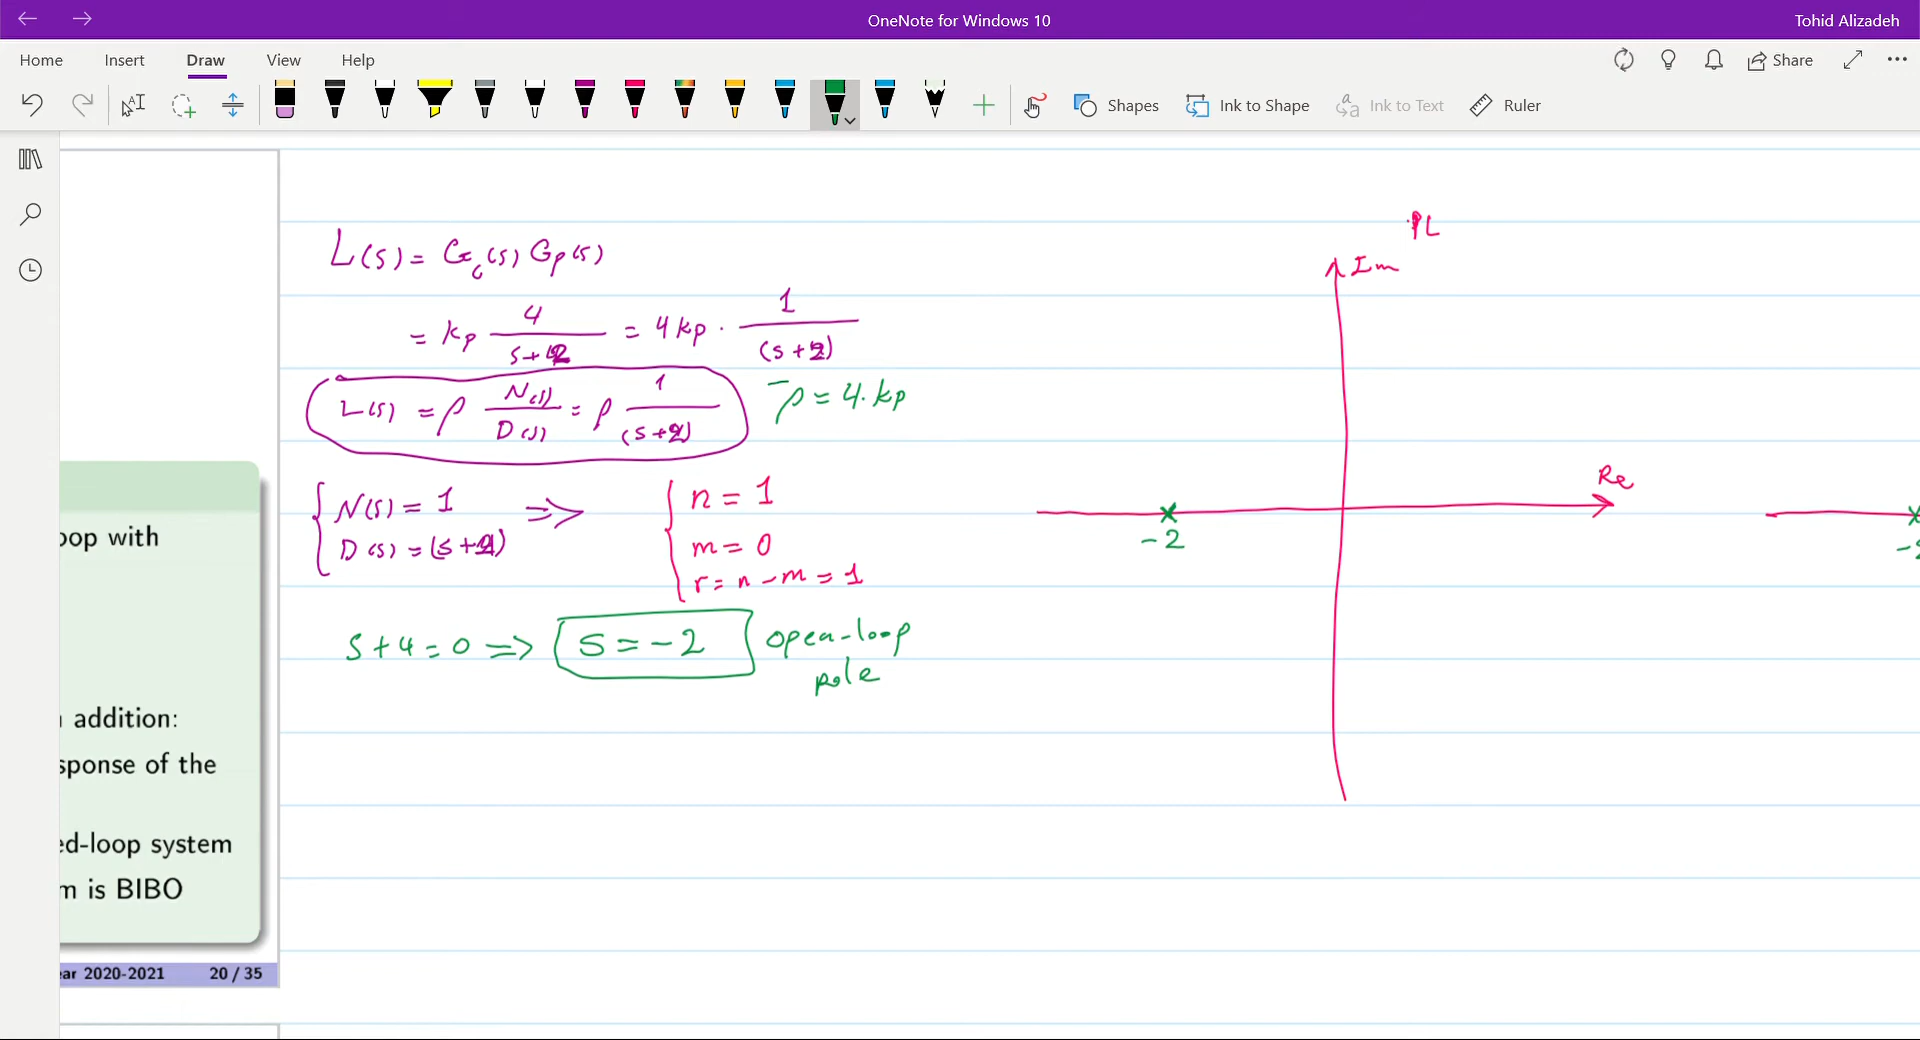 OneNote for Windows 10
Tohid Alizadeh
Home Insert Draw View Help
Share
Shapes Ink to Shape Ink to Text Ruler
L(s) = Gc(s) Gp(s)
= kp 4/(s+2) = 4kp · 1/(s+2)
L(s) = ρ N(s)/D(s) = ρ 1/(s+2)
ρ = 4·kp
N(s) = 1 ⇒
D(s) = (s+2)
n = 1
m = 0
r = n - m = 1
s+4 = 0 ⇒ s = -2 open-loop
pole
Im
Re
-2
oop with
addition:
sponse of the
ed-loop system
m is BIBO
ear 2020-2021 20 / 35